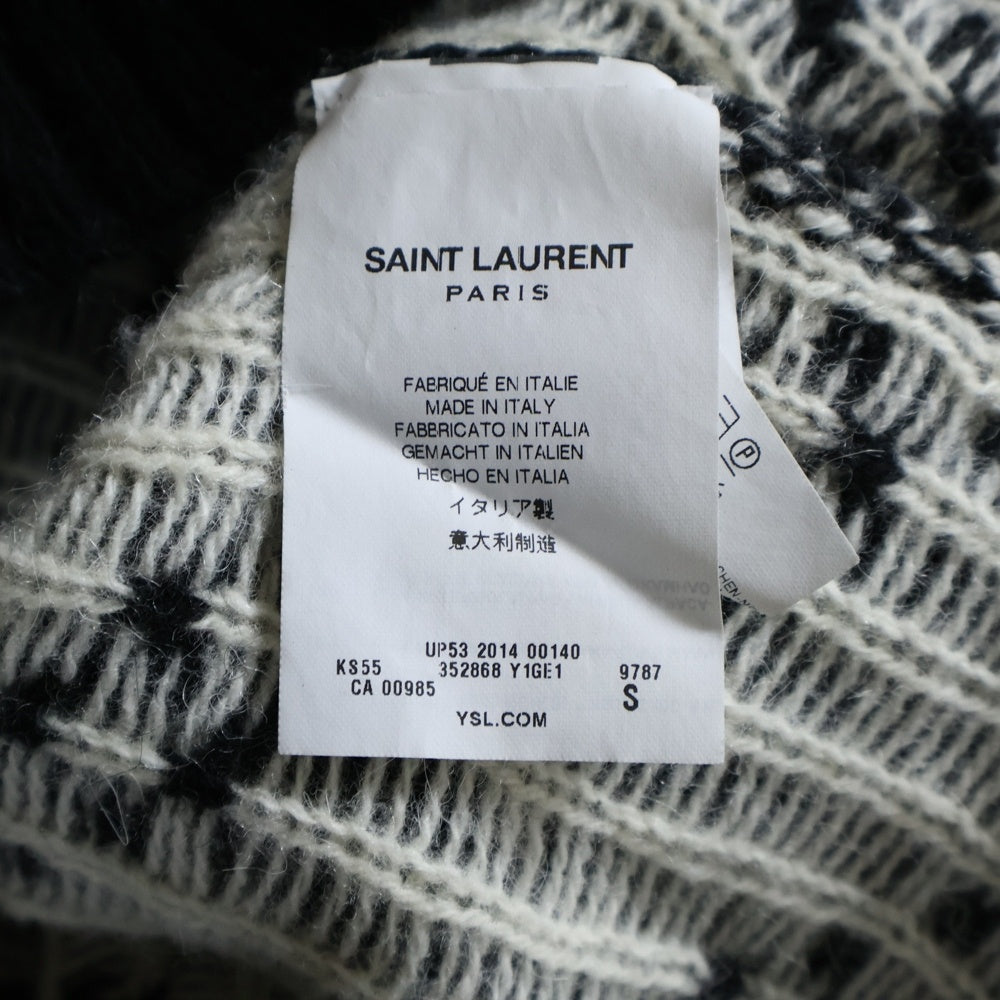 SAINT LAURENT
PARIS
FABRIQUÉ EN ITALIE
MADE IN ITALY
FABBRICATO IN ITALIA
GEMACHT IN ITALIEN
HECHO EN ITALIA
イタリア製
意大利制造
UP53 2014 00140
KS55 352868 Y1GE1 9787
CA 00985 S
YSL.COM
P